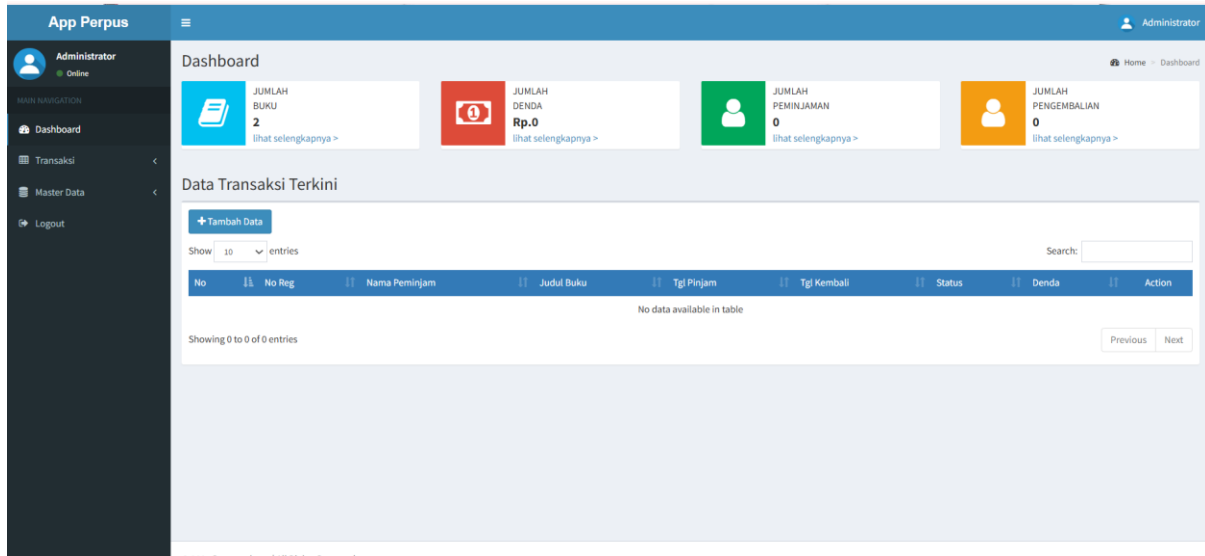 App Perpus
Administrator
Administrator
Online
MAIN NAVIGATION
Dashboard
Transaksi
Master Data
Logout
Dashboard
Home > Dashboard
JUMLAH
BUKU
2
lihat selengkapnya >
JUMLAH
DENDA
Rp.0
lihat selengkapnya >
JUMLAH
PEMINJAMAN
0
lihat selengkapnya >
JUMLAH
PENGEMBALIAN
0
lihat selengkapnya >
Data Transaksi Terkini
+Tambah Data
Show 10 entries
Search:
No No Reg Nama Peminjam Judul Buku Tgl Pinjam Tgl Kembali Status Denda Action
No data available in table
Showing 0 to 0 of 0 entries
Previous Next